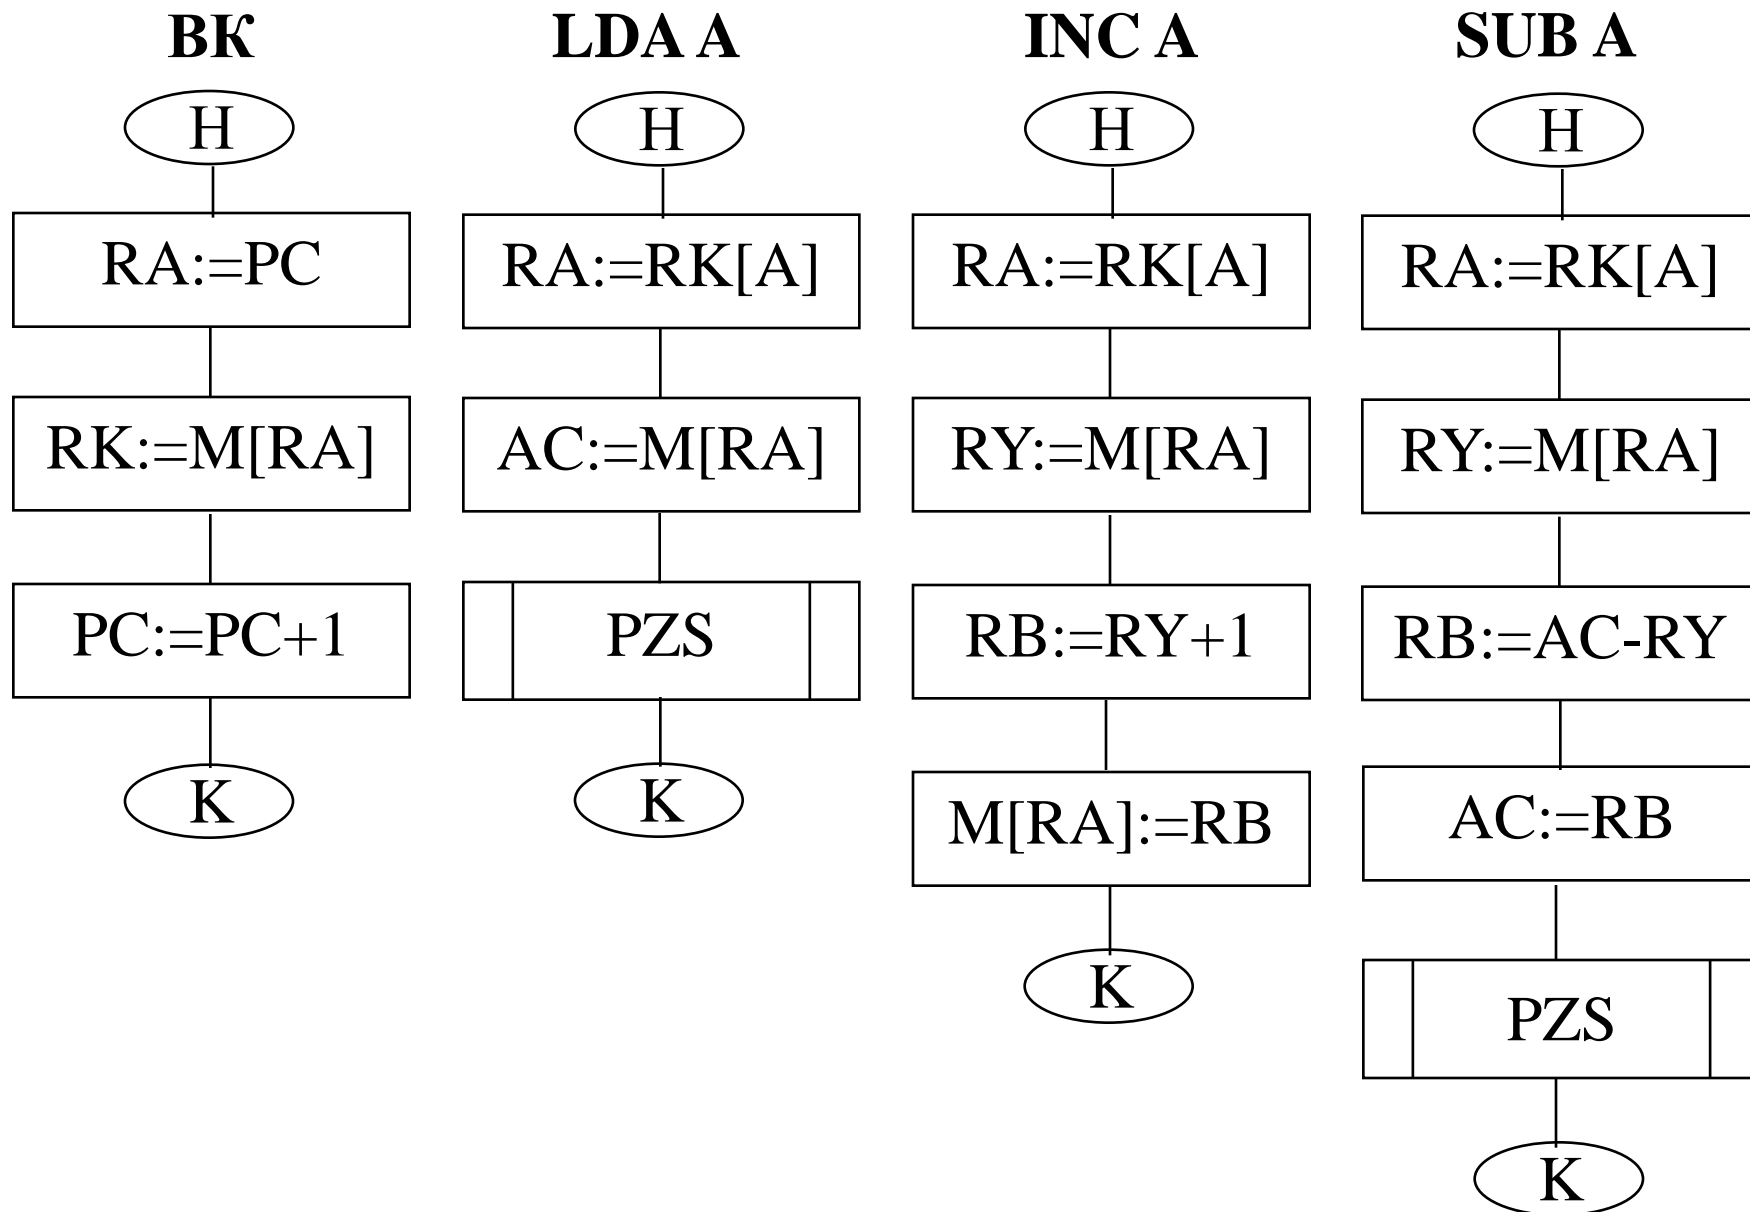 ВК
Н
RA:=PC
RK:=M[RA]
PC:=PC+1
К
LDA A
Н
RA:=RK[A]
AC:=M[RA]
PZS
К
INC A
Н
RA:=RK[A]
RY:=M[RA]
RB:=RY+1
M[RA]:=RB
К
SUB A
Н
RA:=RK[A]
RY:=M[RA]
RB:=AC-RY
AC:=RB
PZS
К